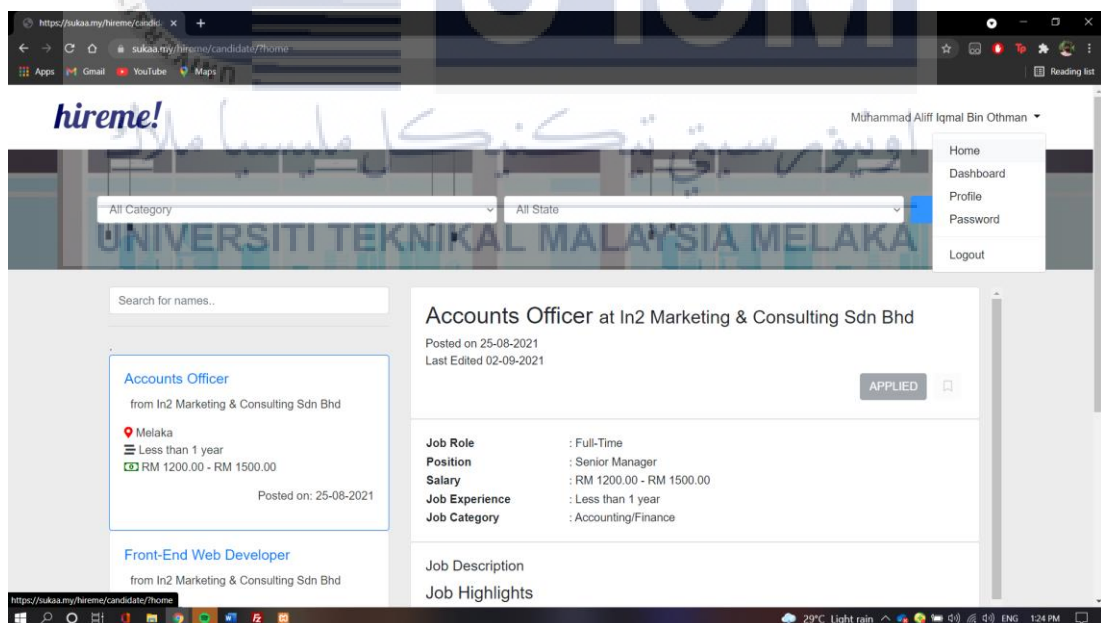 https://sukaa.my/hireme/candid
sukaa.my/hireme/candidate/?home
Apps Gmail YouTube Maps Reading list
hireme!
Muhammad Aliff Iqmal Bin Othman
Home
Dashboard
Profile
Password
Logout
اونيورسيتي تيكنيكل مليسيا ملاك
All Category
All State
UNIVERSITI TEKNIKAL MALAYSIA MELAKA
Search for names..
.
Accounts Officer
from In2 Marketing & Consulting Sdn Bhd
Melaka
Less than 1 year
RM 1200.00 - RM 1500.00
Posted on: 25-08-2021
Front-End Web Developer
from In2 Marketing & Consulting Sdn Bhd
Accounts Officer at In2 Marketing & Consulting Sdn Bhd
Posted on 25-08-2021
Last Edited 02-09-2021
APPLIED
Job Role : Full-Time
Position : Senior Manager
Salary : RM 1200.00 - RM 1500.00
Job Experience : Less than 1 year
Job Category : Accounting/Finance
Job Description
Job Highlights
https://sukaa.my/hireme/candidate/?home
29°C Light rain ENG 1:24 PM